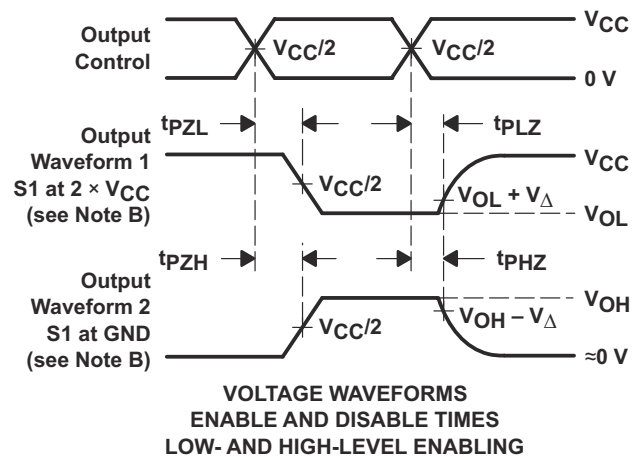 Output
Control
VCC/2
VCC/2
VCC
0 V
tPZL
tPLZ
Output
Waveform 1
S1 at 2 × VCC
(see Note B)
VCC/2
VCC
VOL + VΔ
VOL
tPZH
tPHZ
Output
Waveform 2
S1 at GND
(see Note B)
VCC/2
VOH
VOH – VΔ
≈0 V
VOLTAGE WAVEFORMS
ENABLE AND DISABLE TIMES
LOW- AND HIGH-LEVEL ENABLING